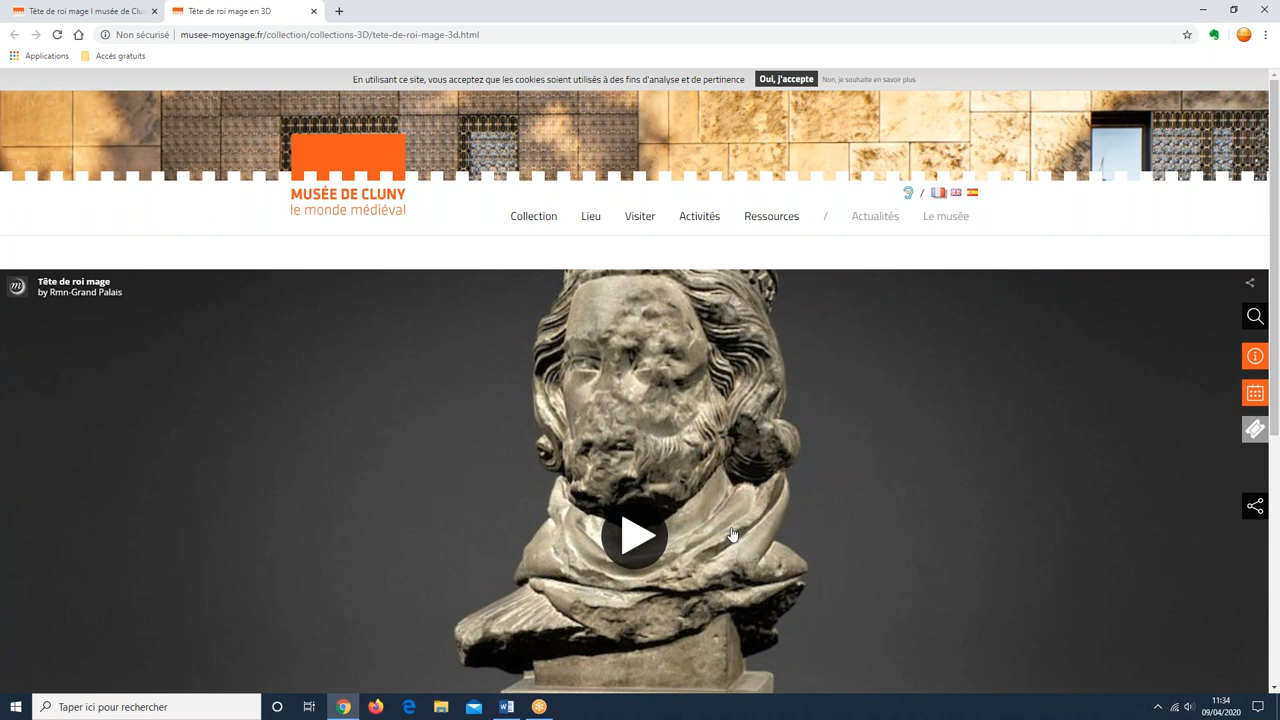 Tête de roi mage I musée de Clu
Tête de roi mage en 3D
Non sécurisé
musee-moyenage.fr/collection/collections-3D/tete-de-roi-mage-3d.html
Applications
Accés gratuits
En utilisant ce site, vous acceptez que les cookies soient utilisés à des fins d'analyse et de pertinence
Oui, j'accepte
Non, je souhaite en savoir plus
MUSÉE DE CLUNY
le monde médiéval
/
Collection
Lieu
Visiter
Activités
Ressources
/
Actualités
Le musée
Tête de roi mage
by Rmn-Grand Palais
Taper ici pour rechercher
11:34
09/04/2020